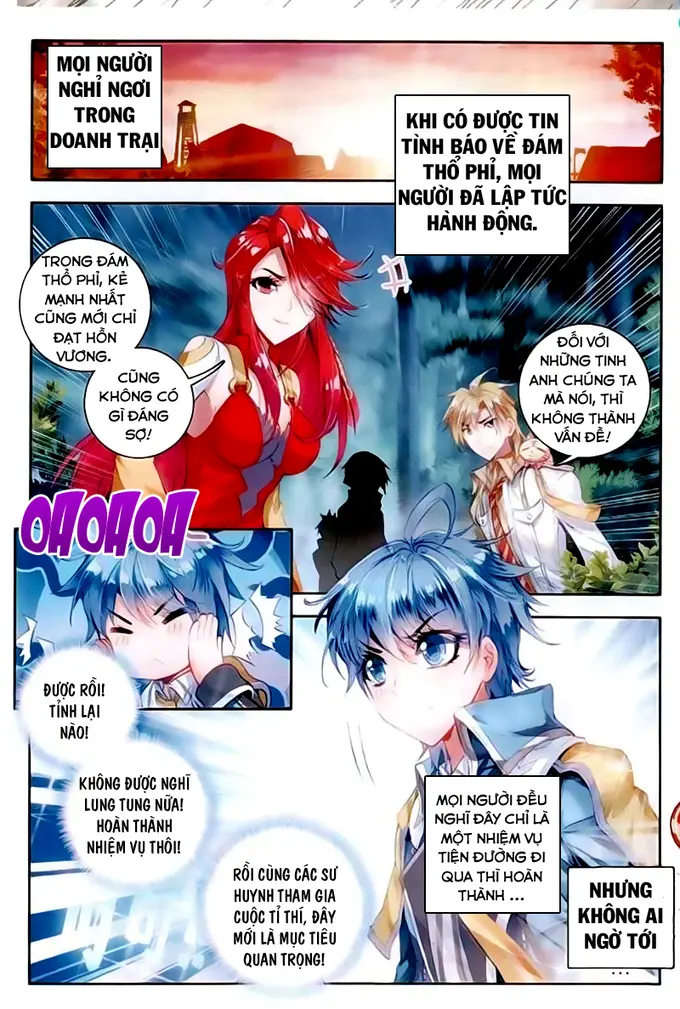 MỌI NGƯỜI
NGHỈ NGƠI
TRONG
DOANH TRẠI
KHI CÓ ĐƯỢC TIN
TÌNH BÁO VỀ ĐÁM
THỔ PHỈ, MỌI
NGƯỜI ĐÃ LẬP TỨC
HÀNH ĐỘNG.
TRONG ĐÁM
THỔ PHỈ, KẺ
MẠNH NHẤT
CŨNG MỚI CHỈ
ĐẠT HỒN
VƯƠNG.
CŨNG
KHÔNG CÓ
GÌ ĐÁNG
SỢ!
ĐỐI VỚI
NHỮNG TINH
ANH CHÚNG TA
MÀ NÓI, THÌ
KHÔNG THÀNH
VẤN ĐỀ!
OHOHOH
ĐƯỢC RỒI!
TỈNH LẠI
NÀO!
KHÔNG ĐƯỢC NGHĨ
LUNG TUNG NỮA!
HOÀN THÀNH
NHIỆM VỤ THÔI!
RỒI CÙNG CÁC SƯ
HUYNH THAM GIA
CUỘC TỈ THÍ, ĐÂY
MỚI LÀ MỤC TIÊU
QUAN TRỌNG!
MỌI NGƯỜI ĐỀU
NGHĨ ĐÂY CHỈ LÀ
MỘT NHIỆM VỤ
TIỆN ĐƯỜNG ĐI
QUA THÌ HOÀN
THÀNH ...
NHƯNG
KHÔNG AI
NGỜ TỚI
...